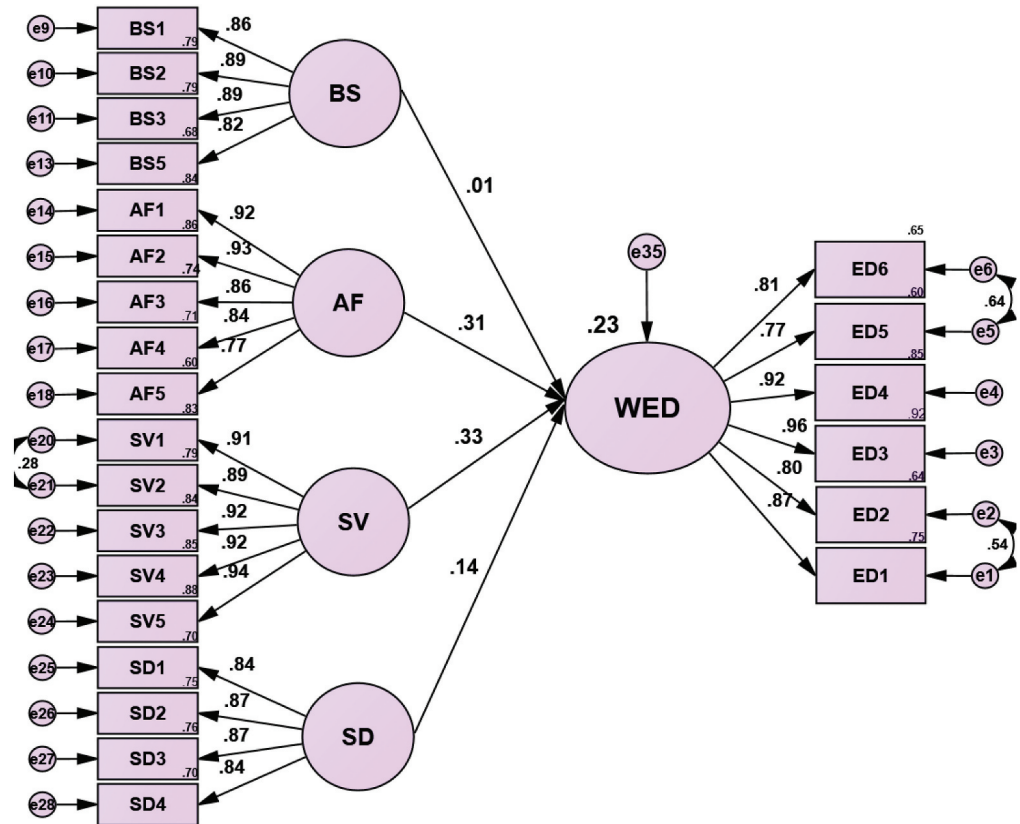 e9 BS1 .79 .86
e10 BS2 .79 .89
e11 BS3 .68 .89
e13 BS5 .84 .82
BS
.01
e14 AF1 .86 .92
e15 AF2 .74 .93
e16 AF3 .71 .86
e17 AF4 .60 .84
e18 AF5 .83 .77
AF
.31
e20 SV1 .79 .91
.28
e21 SV2 .84 .89
e22 SV3 .85 .92
e23 SV4 .88 .92
e24 SV5 .70 .94
SV
.33
e25 SD1 .75 .84
e26 SD2 .76 .87
e27 SD3 .70 .87
e28 SD4 .84
SD
.14
e35
.23
WED
.65
.81 ED6 .60 e6
.64
.77 ED5 .85 e5
.92 ED4 .92 e4
.96 ED3 .64 e3
.80 ED2 .75 e2
.54
.87 ED1 e1